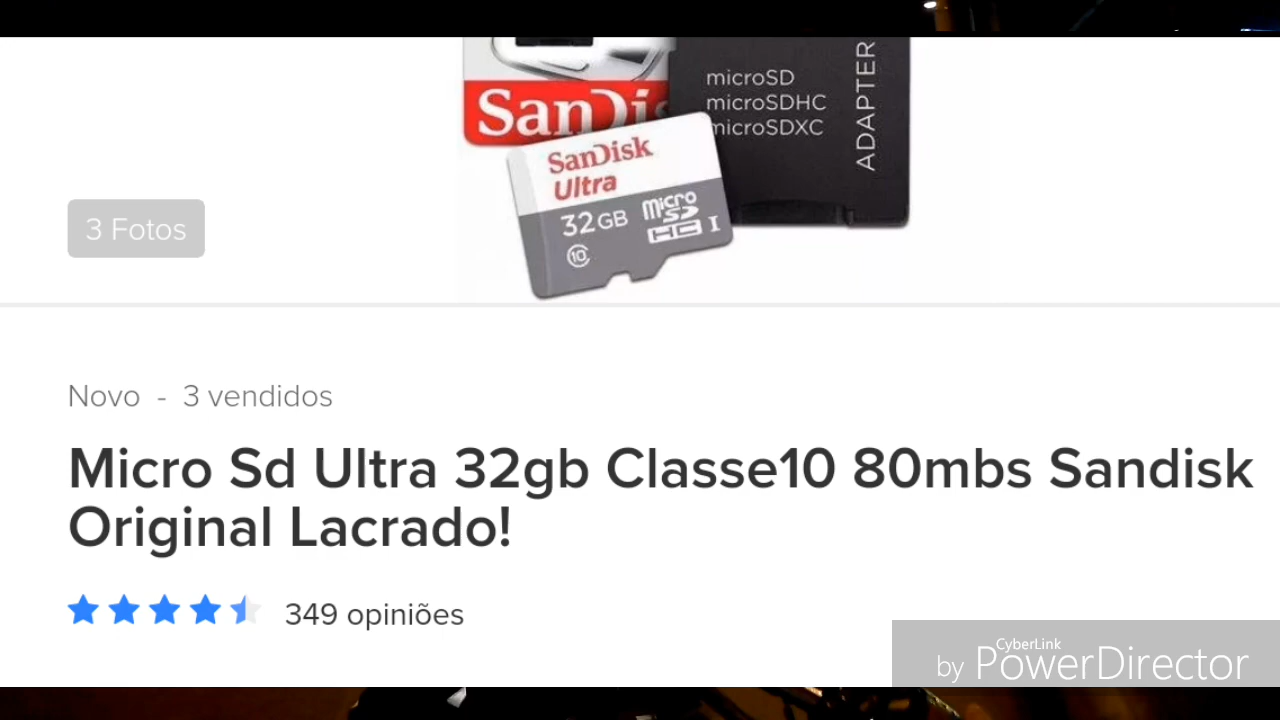 SanDis
microSD
microSDHC
microSDXC
ADAPTER
SanDisk
Ultra
32GB
micro
SD
HC I
10
3 Fotos
Novo - 3 vendidos
Micro Sd Ultra 32gb Classe10 80mbs Sandisk
Original Lacrado!
349 opiniões
CyberLink
by PowerDirector